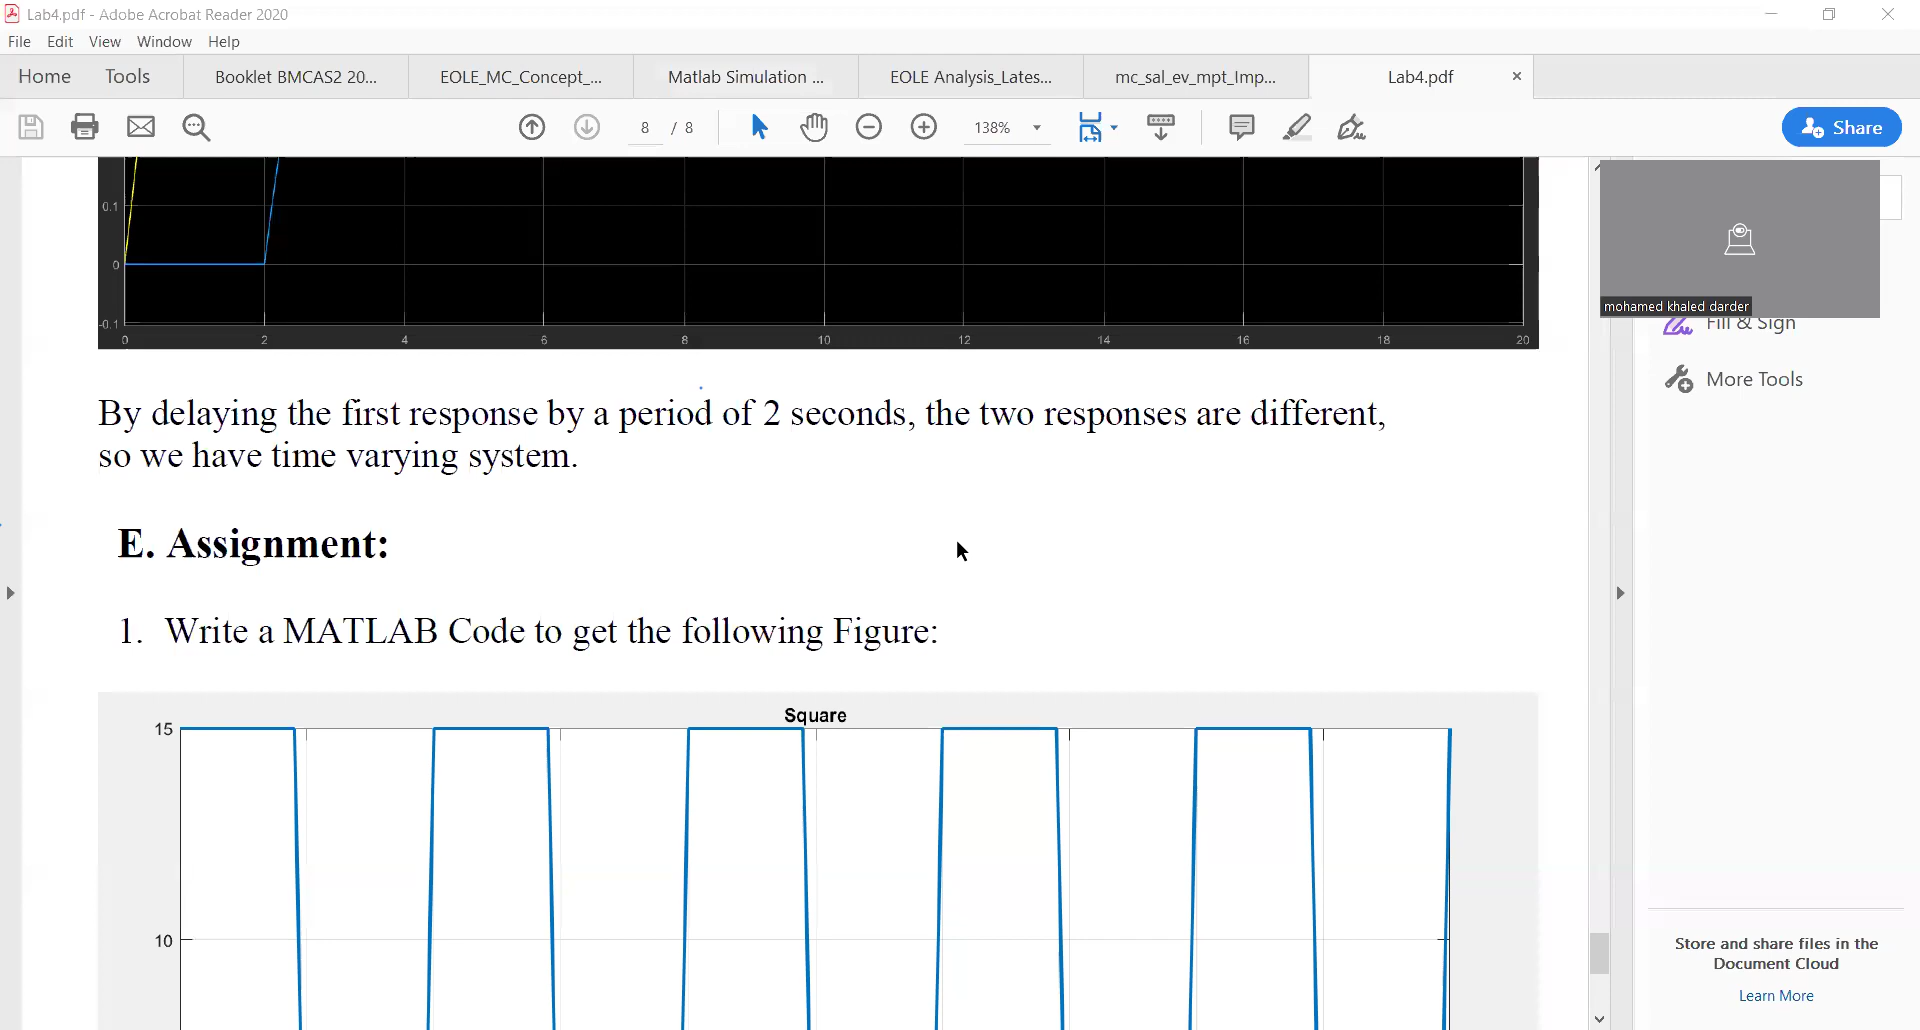 Lab4.pdf - Adobe Acrobat Reader 2020
File Edit View Window Help
Home Tools Booklet BMCAS2 20... EOLE_MC_Concept_... Matlab Simulation ... EOLE Analysis_Lates... mc_sal_ev_mpt_Imp... Lab4.pdf
8 / 8 138% Share
0.1
0
-0.1
0 2 4 6 8 10 12 14 16 18 20
mohamed khaled darder
Fill & Sign
More Tools
By delaying the first response by a period of 2 seconds, the two responses are different,
so we have time varying system.
E. Assignment:
1. Write a MATLAB Code to get the following Figure:
Square
15
10
Store and share files in the
Document Cloud
Learn More